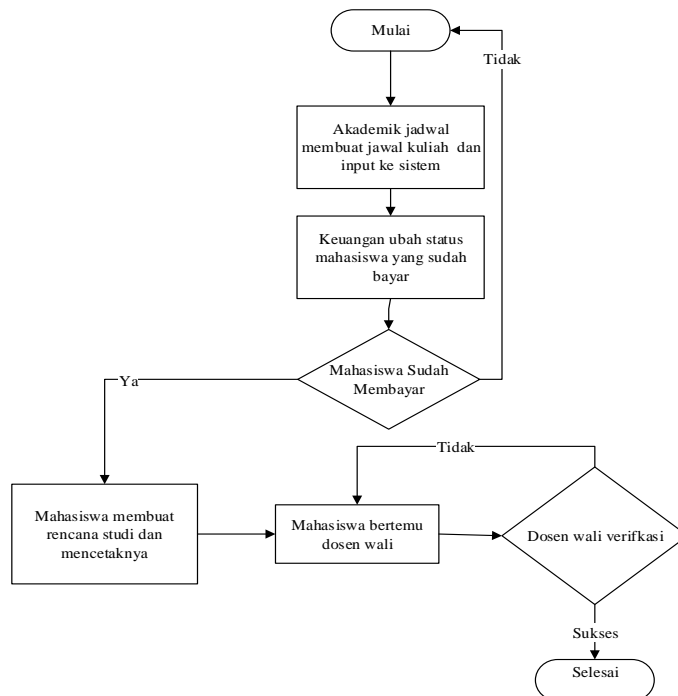 Mulai
Tidak
Akademik jadwal
membuat jawal kuliah dan
input ke sistem
Keuangan ubah status
mahasiswa yang sudah
bayar
Mahasiswa Sudah
Membayar
Ya
Tidak
Mahasiswa membuat
rencana studi dan
mencetaknya
Mahasiswa bertemu
dosen wali
Dosen wali verifkasi
Sukses
Selesai